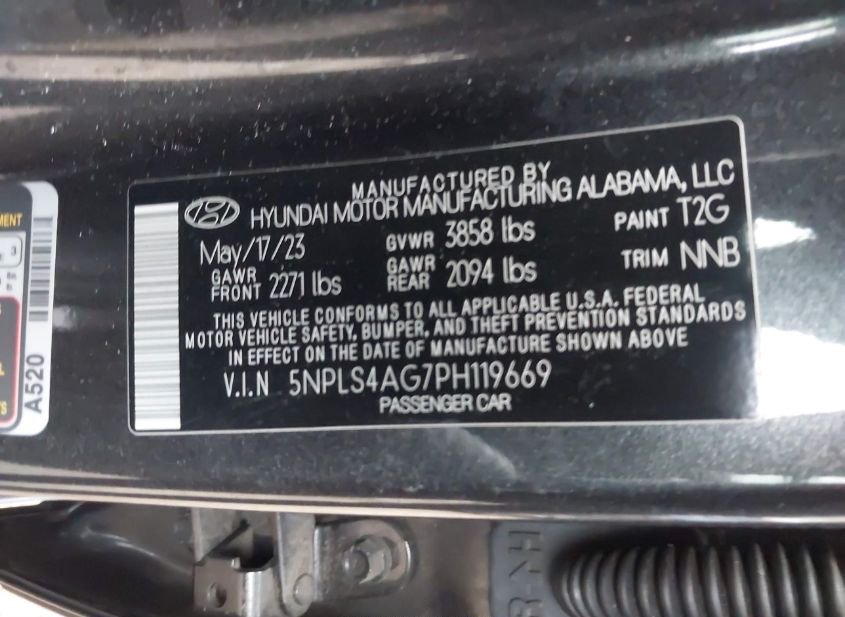 MANUFACTURED BY
HYUNDAI MOTOR MANUFACTURING ALABAMA, LLC
May/17/23 GVWR 3858 lbs PAINT T2G
GAWR FRONT 2271 lbs GAWR REAR 2094 lbs TRIM NNB
THIS VEHICLE CONFORMS TO ALL APPLICABLE U.S.A. FEDERAL
MOTOR VEHICLE SAFETY, BUMPER, AND THEFT PREVENTION STANDARDS
IN EFFECT ON THE DATE OF MANUFACTURE SHOWN ABOVE
V.I.N 5NPLS4AG7PH119669
PASSENGER CAR
A520